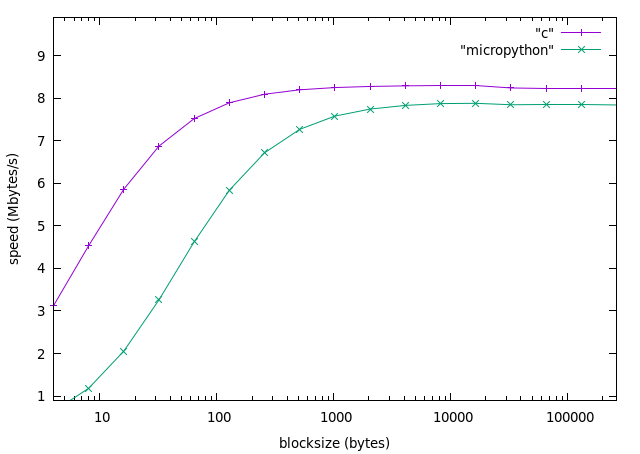 "c"
"micropython"
9
8
7
6
5
4
3
2
1
speed (Mbytes/s)
10 100 1000 10000 100000
blocksize (bytes)